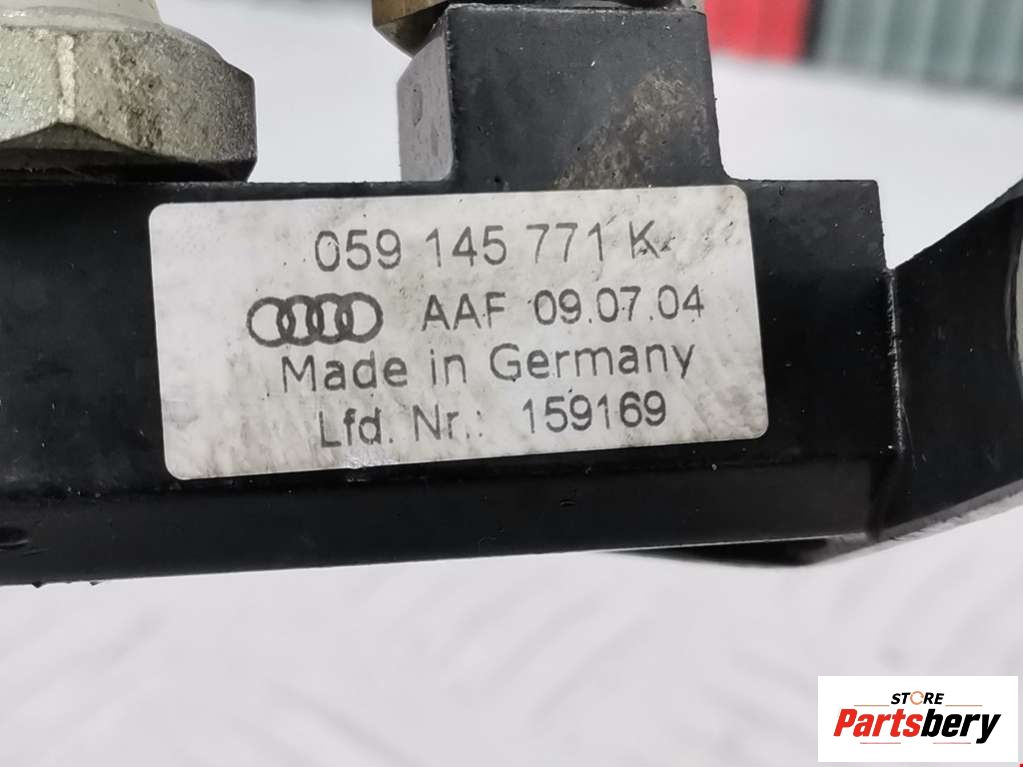 059 145 771 K
AAF 09.07.04
Made in Germany
Lfd. Nr.: 159169
STORE
Partsbery